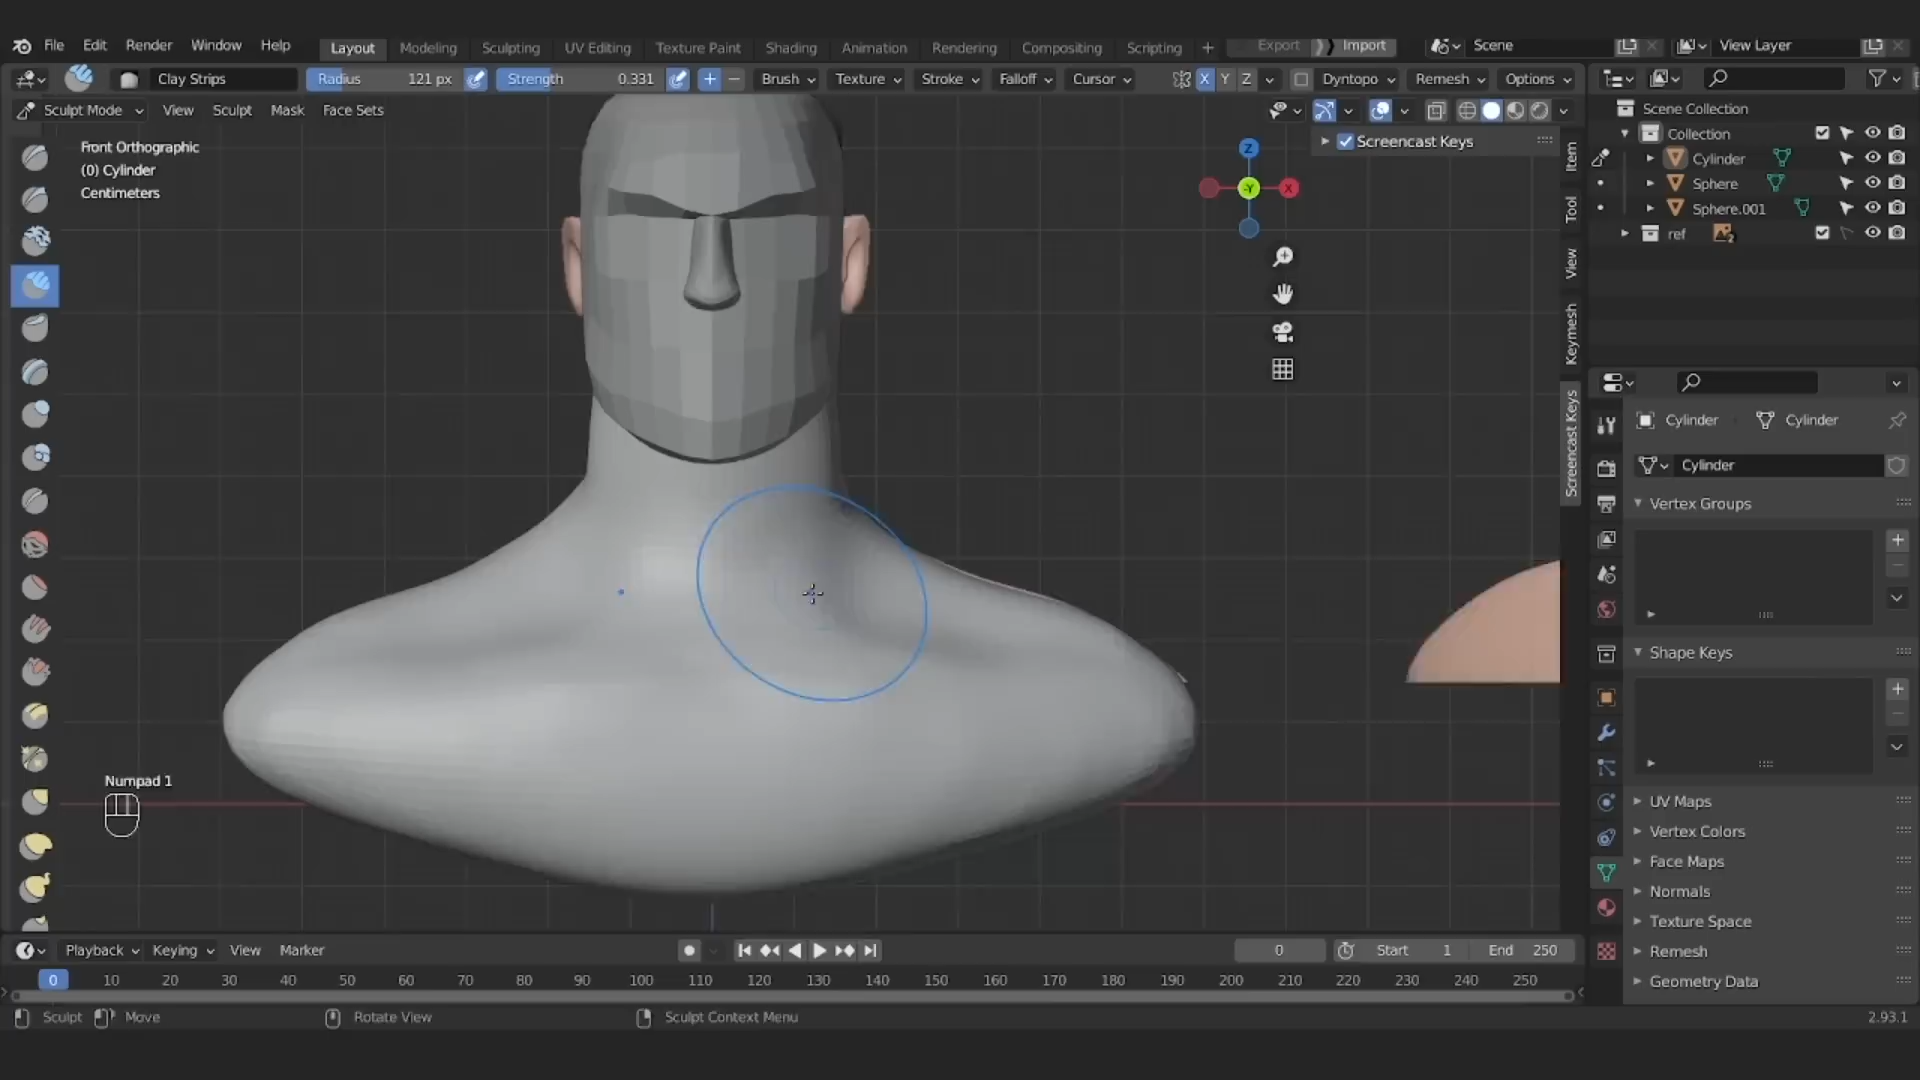 File Edit Render Window Help Layout Modeling Sculpting UV Editing Texture Paint Shading Animation Rendering Compositing Scripting + Export Import Scene View Layer
Clay Strips Radius 121 px Strength 0.331 + − Brush Texture Stroke Falloff Cursor X Y Z Dyntopo Remesh Options
Sculpt Mode View Sculpt Mask Face Sets
Front Orthographic
(0) Cylinder
Centimeters
Z
-Y
X
Screencast Keys
Item
Tool
View
Keymesh
Screencast Keys
Scene Collection
Collection
Cylinder
Sphere
Sphere.001
ref 2
Cylinder Cylinder
Cylinder
Vertex Groups
Shape Keys
UV Maps
Vertex Colors
Face Maps
Normals
Texture Space
Remesh
Geometry Data
Numpad 1
Playback Keying View Marker 0 Start 1 End 250
0 10 20 30 40 50 60 70 80 90 100 110 120 130 140 150 160 170 180 190 200 210 220 230 240 250
Sculpt Move Rotate View Sculpt Context Menu 2.93.1